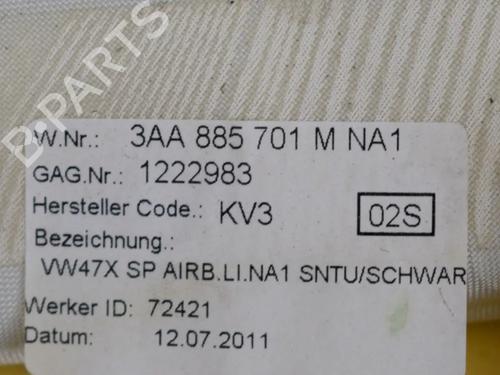 B-PARTS
W.Nr.: 3AA 885 701 M NA1
GAG.Nr.: 1222983
Hersteller Code.: KV3 02S
Bezeichnung.:
VW47X SP AIRB.LI.NA1 SNTU/SCHWAR
Werker ID: 72421
Datum: 12.07.2011